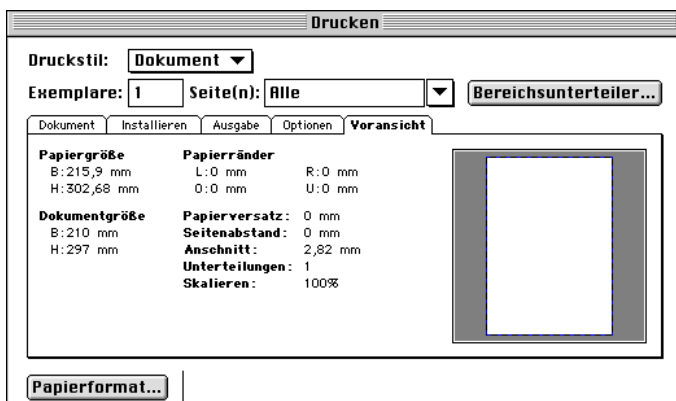 Drucken
Druckstil: Dokument
Exemplare: 1 Seite(n): Alle Bereichsunterteiler...
Dokument Installieren Ausgabe Optionen Voransicht
Papiergröße Papierränder
B:215,9 mm L:0 mm R:0 mm
H:302,68 mm O:0 mm U:0 mm
Dokumentgröße Papierversatz: 0 mm
B:210 mm Seitenabstand: 0 mm
H:297 mm Anschnitt: 2,82 mm
Unterteilungen: 1
Skalieren: 100%
Papierformat...